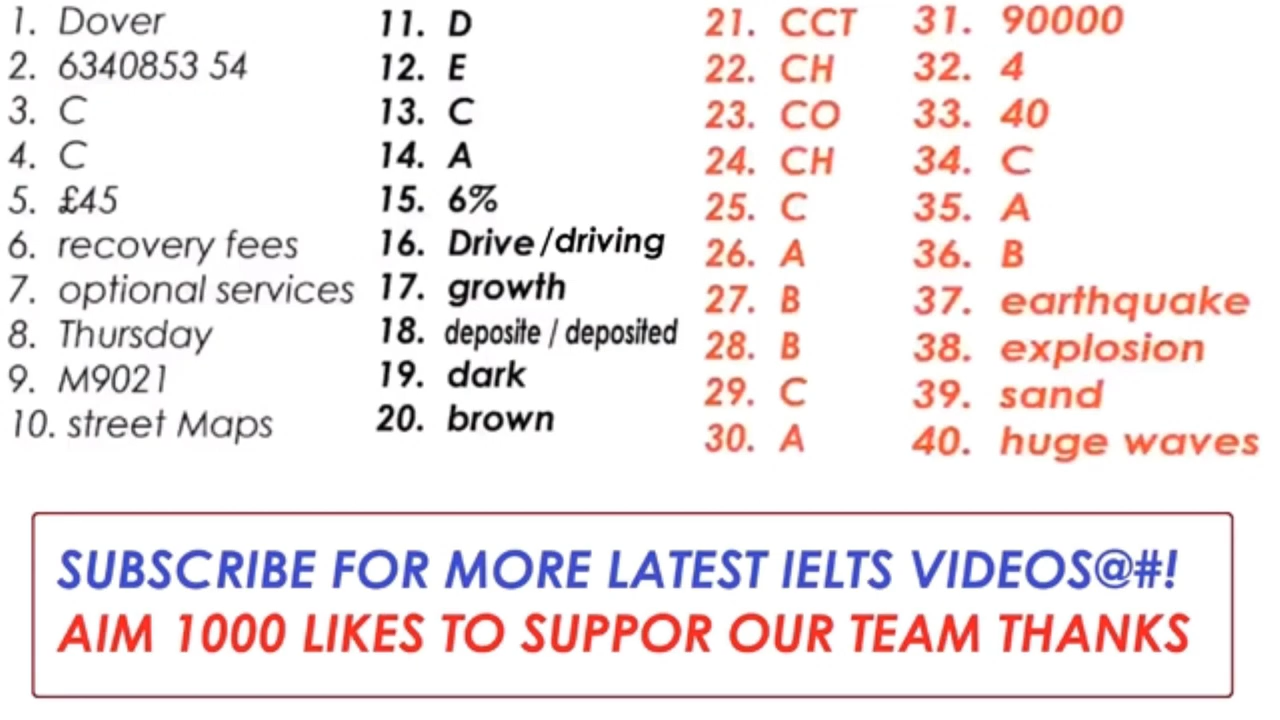 1. Dover
2. 6340853 54
3. C
4. C
5. £45
6. recovery fees
7. optional services
8. Thursday
9. M9021
10. street Maps
11. D
12. E
13. C
14. A
15. 6%
16. Drive/driving
17. growth
18. deposite / deposited
19. dark
20. brown
21. CCT
22. CH
23. CO
24. CH
25. C
26. A
27. B
28. B
29. C
30. A
31. 90000
32. 4
33. 40
34. C
35. A
36. B
37. earthquake
38. explosion
39. sand
40. huge waves
SUBSCRIBE FOR MORE LATEST IELTS VIDEOS@#!
AIM 1000 LIKES TO SUPPOR OUR TEAM THANKS